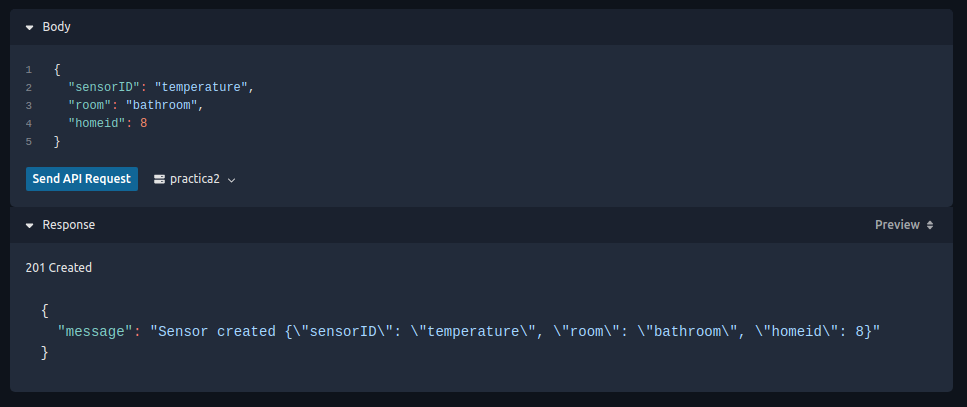 Body
1 {
2 "sensorID": "temperature",
3 "room": "bathroom",
4 "homeid": 8
5 }
Send API Request practica2
Response Preview
201 Created
{
"message": "Sensor created {\"sensorID\": \"temperature\", \"room\": \"bathroom\", \"homeid\": 8}"
}